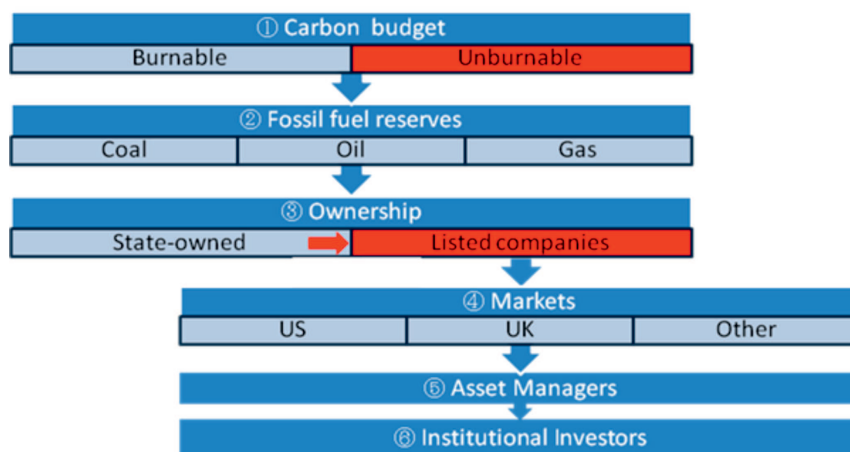 ① Carbon budget
Burnable Unburnable
② Fossil fuel reserves
Coal Oil Gas
③ Ownership
State-owned Listed companies
④ Markets
US UK Other
⑤ Asset Managers
⑥ Institutional Investors